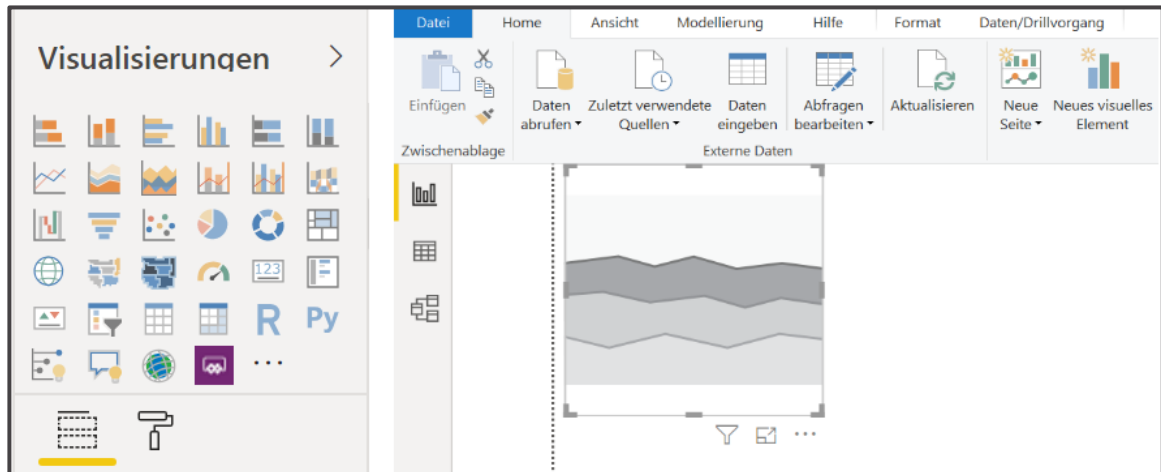 Visualisierungen
123
R Py
Datei Home Ansicht Modellierung Hilfe Format Daten/Drillvorgang
Einfügen
Zwischenablage
Daten
abrufen
Zuletzt verwendete
Quellen
Daten
eingeben
Abfragen
bearbeiten
Externe Daten
Aktualisieren
Neue
Seite
Neues visuelles
Element